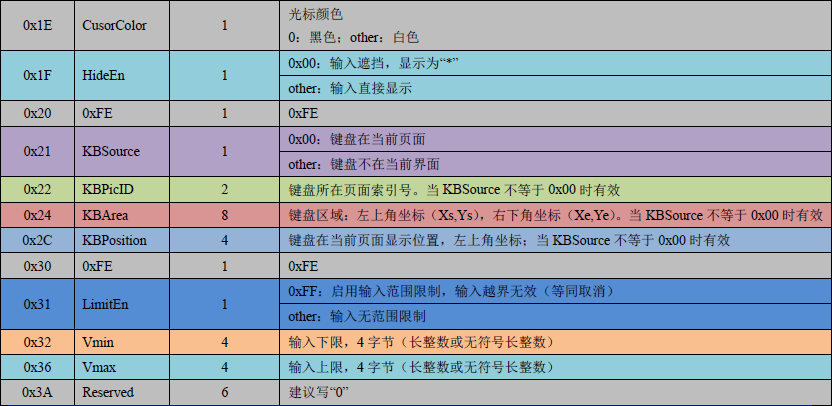 0x1E CusorColor 1 光标颜色
0：黑色；other：白色
0x1F HideEn 1 0x00：输入遮挡，显示为“*”
other：输入直接显示
0x20 0xFE 1 0xFE
0x21 KBSource 1 0x00：键盘在当前页面
other：键盘不在当前界面
0x22 KBPicID 2 键盘所在页面索引号。当 KBSource 不等于 0x00 时有效
0x24 KBArea 8 键盘区域：左上角坐标（Xs,Ys），右下角坐标（Xe,Ye）。当 KBSource 不等于 0x00 时有效
0x2C KBPosition 4 键盘在当前页面显示位置，左上角坐标；当 KBSource 不等于 0x00 时有效
0x30 0xFE 1 0xFE
0x31 LimitEn 1 0xFF：启用输入范围限制，输入越界无效（等同取消）
other：输入无范围限制
0x32 Vmin 4 输入下限，4 字节（长整数或无符号长整数）
0x36 Vmax 4 输入上限，4 字节（长整数或无符号长整数）
0x3A Reserved 6 建议写“0”